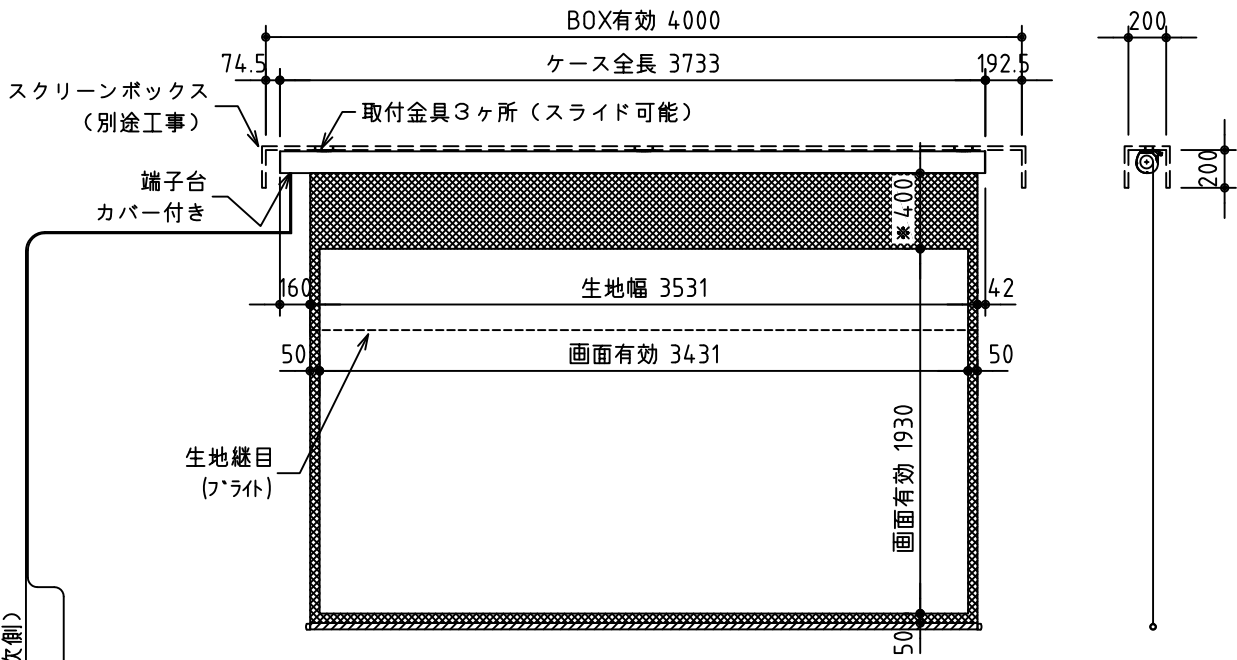 BOX有効 4000
200
74.5
ケース全長 3733
192.5
スクリーンボックス
（別途工事）
取付金具3ヶ所（スライド可能）
200
端子台
カバー付き
※ 400
160
生地幅 3531
42
50
画面有効 3431
50
画面有効 1930
生地継目
(ブライト)
50
次側）